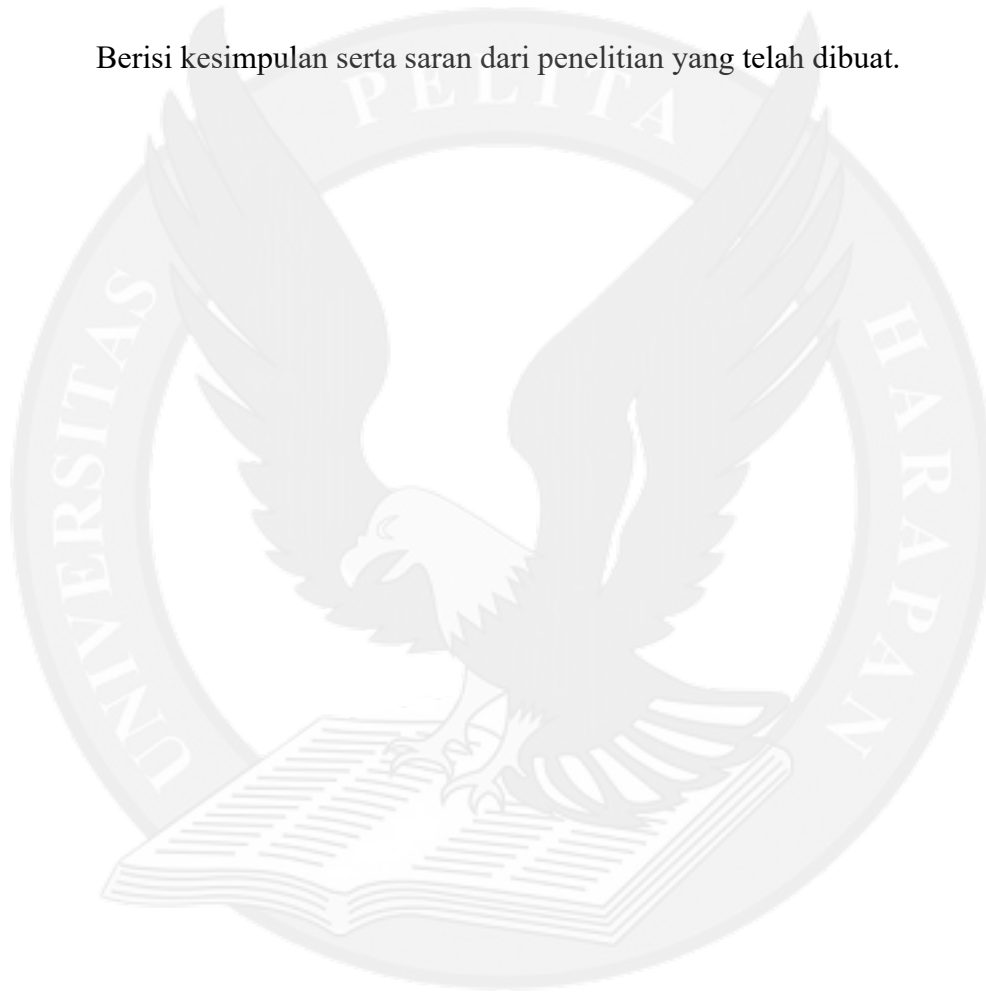 Berisi kesimpulan serta saran dari penelitian yang telah dibuat.
UNIVERSITAS PELITA HARAPAN